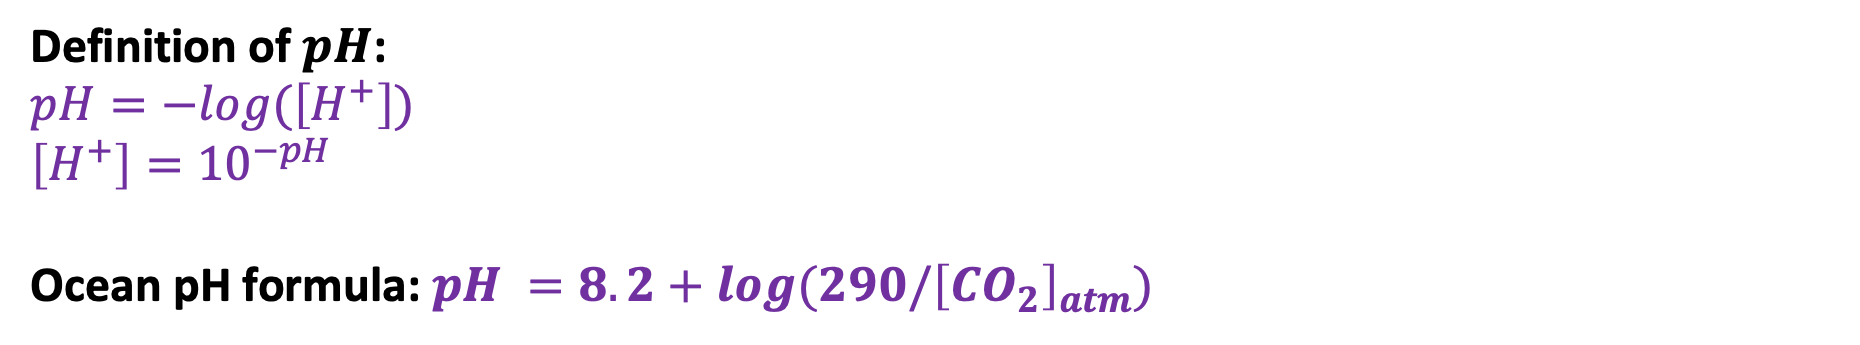 Definition of pH:
pH = −log([H⁺])
[H⁺] = 10⁻ᵖᴴ
Ocean pH formula: pH = 8.2 + log(290/[CO₂]ₐₜₘ)